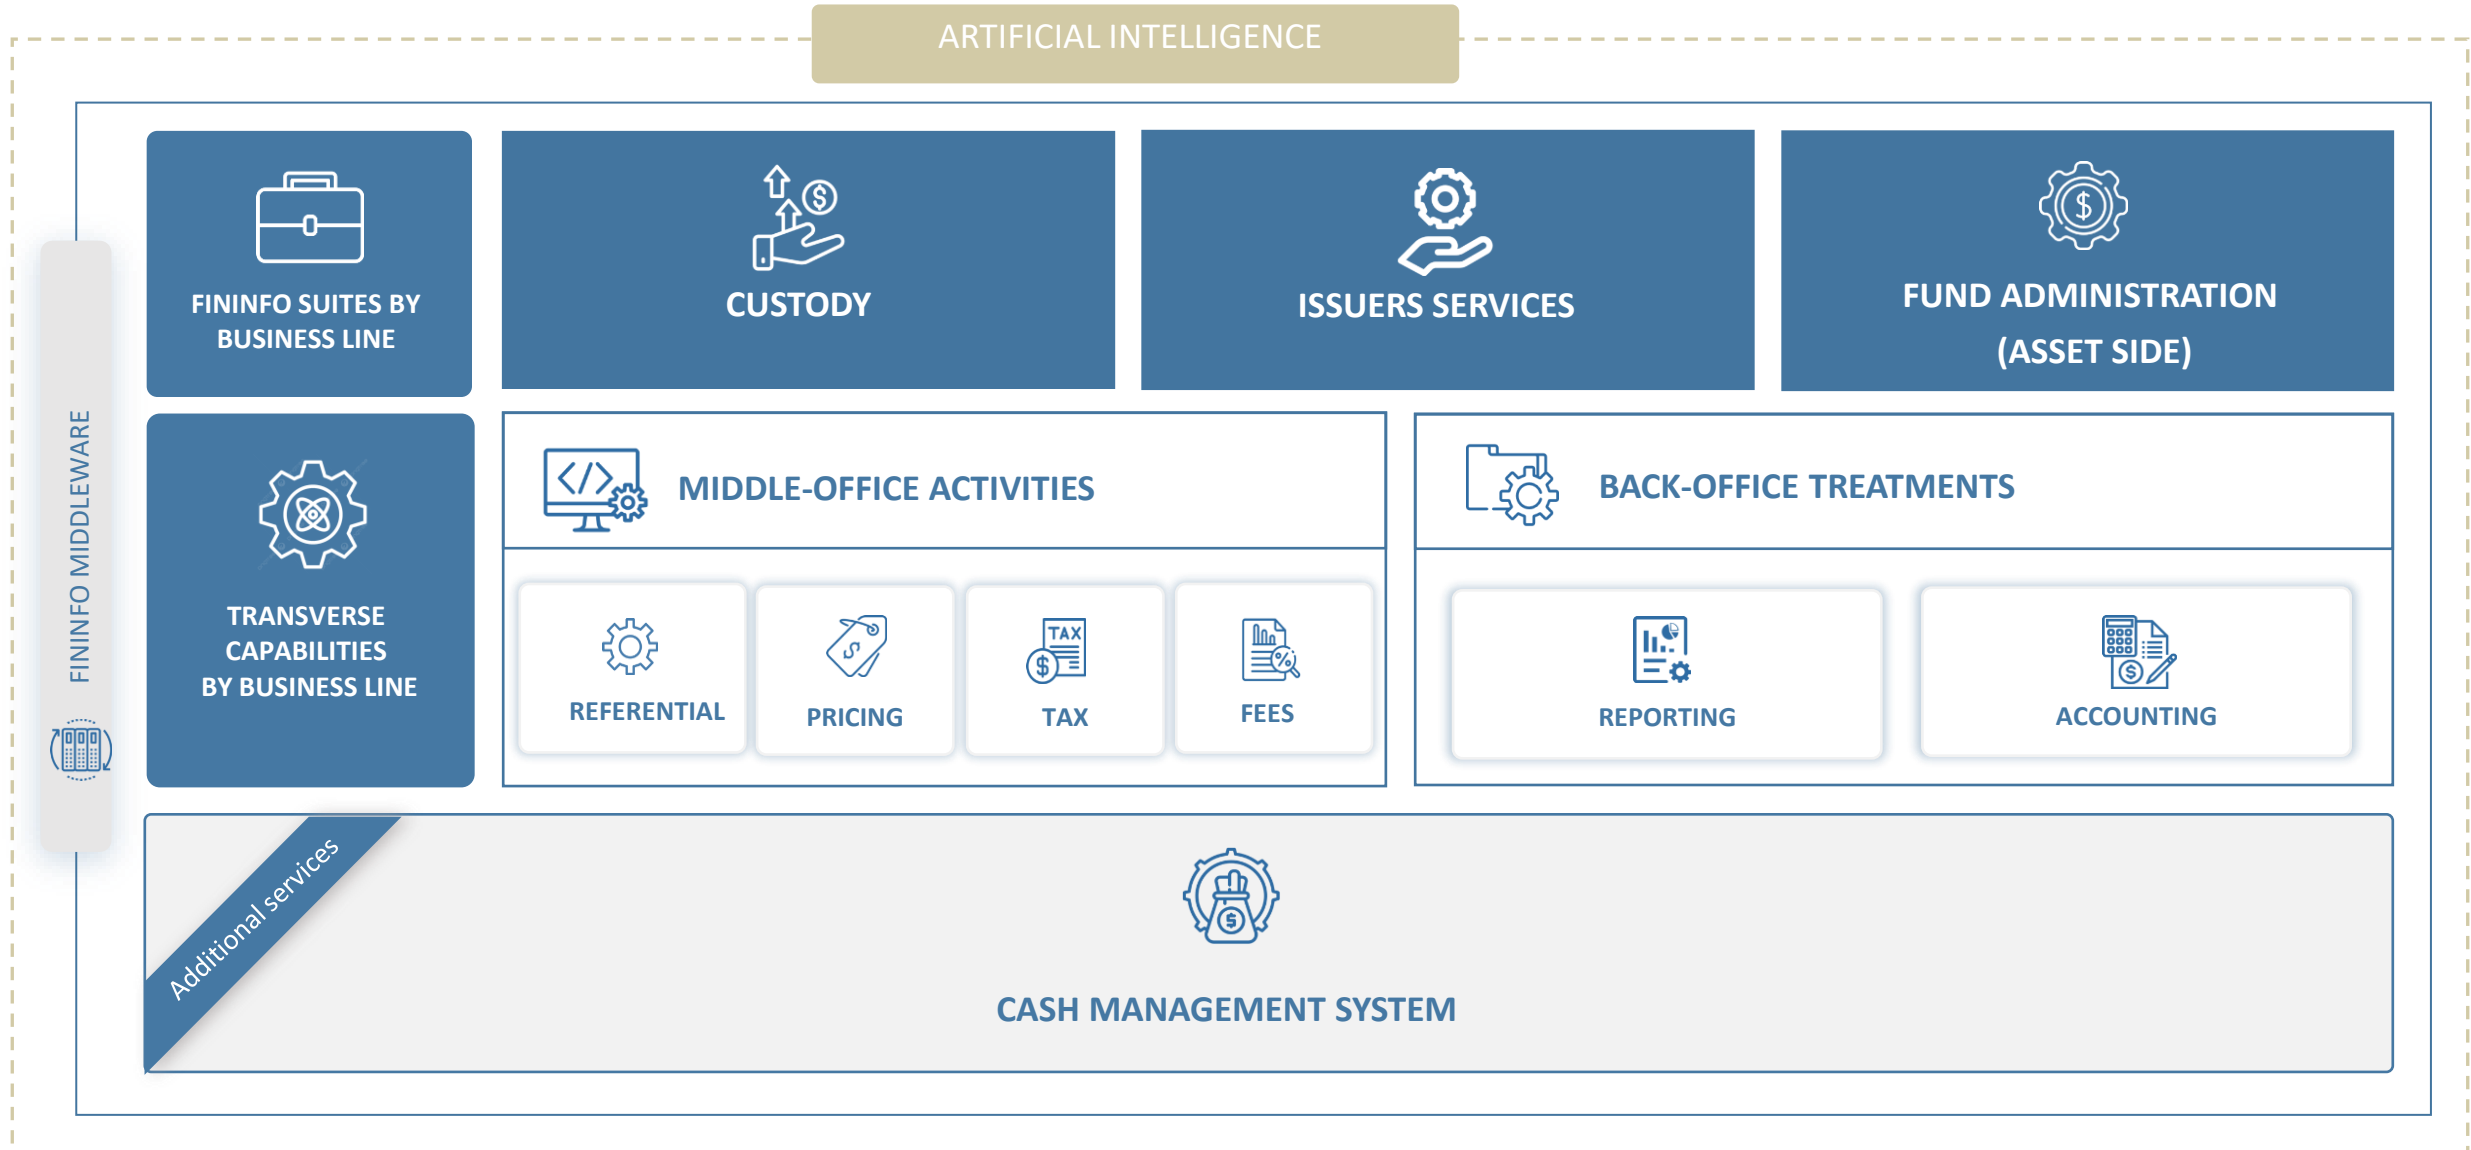 ARTIFICIAL INTELLIGENCE
FININFO MIDDLEWARE
FININFO SUITES BY
BUSINESS LINE
CUSTODY
ISSUERS SERVICES
FUND ADMINISTRATION
(ASSET SIDE)
TRANSVERSE
CAPABILITIES
BY BUSINESS LINE
MIDDLE-OFFICE ACTIVITIES
REFERENTIAL
PRICING
TAX
TAX
FEES
BACK-OFFICE TREATMENTS
REPORTING
ACCOUNTING
Additional services
CASH MANAGEMENT SYSTEM